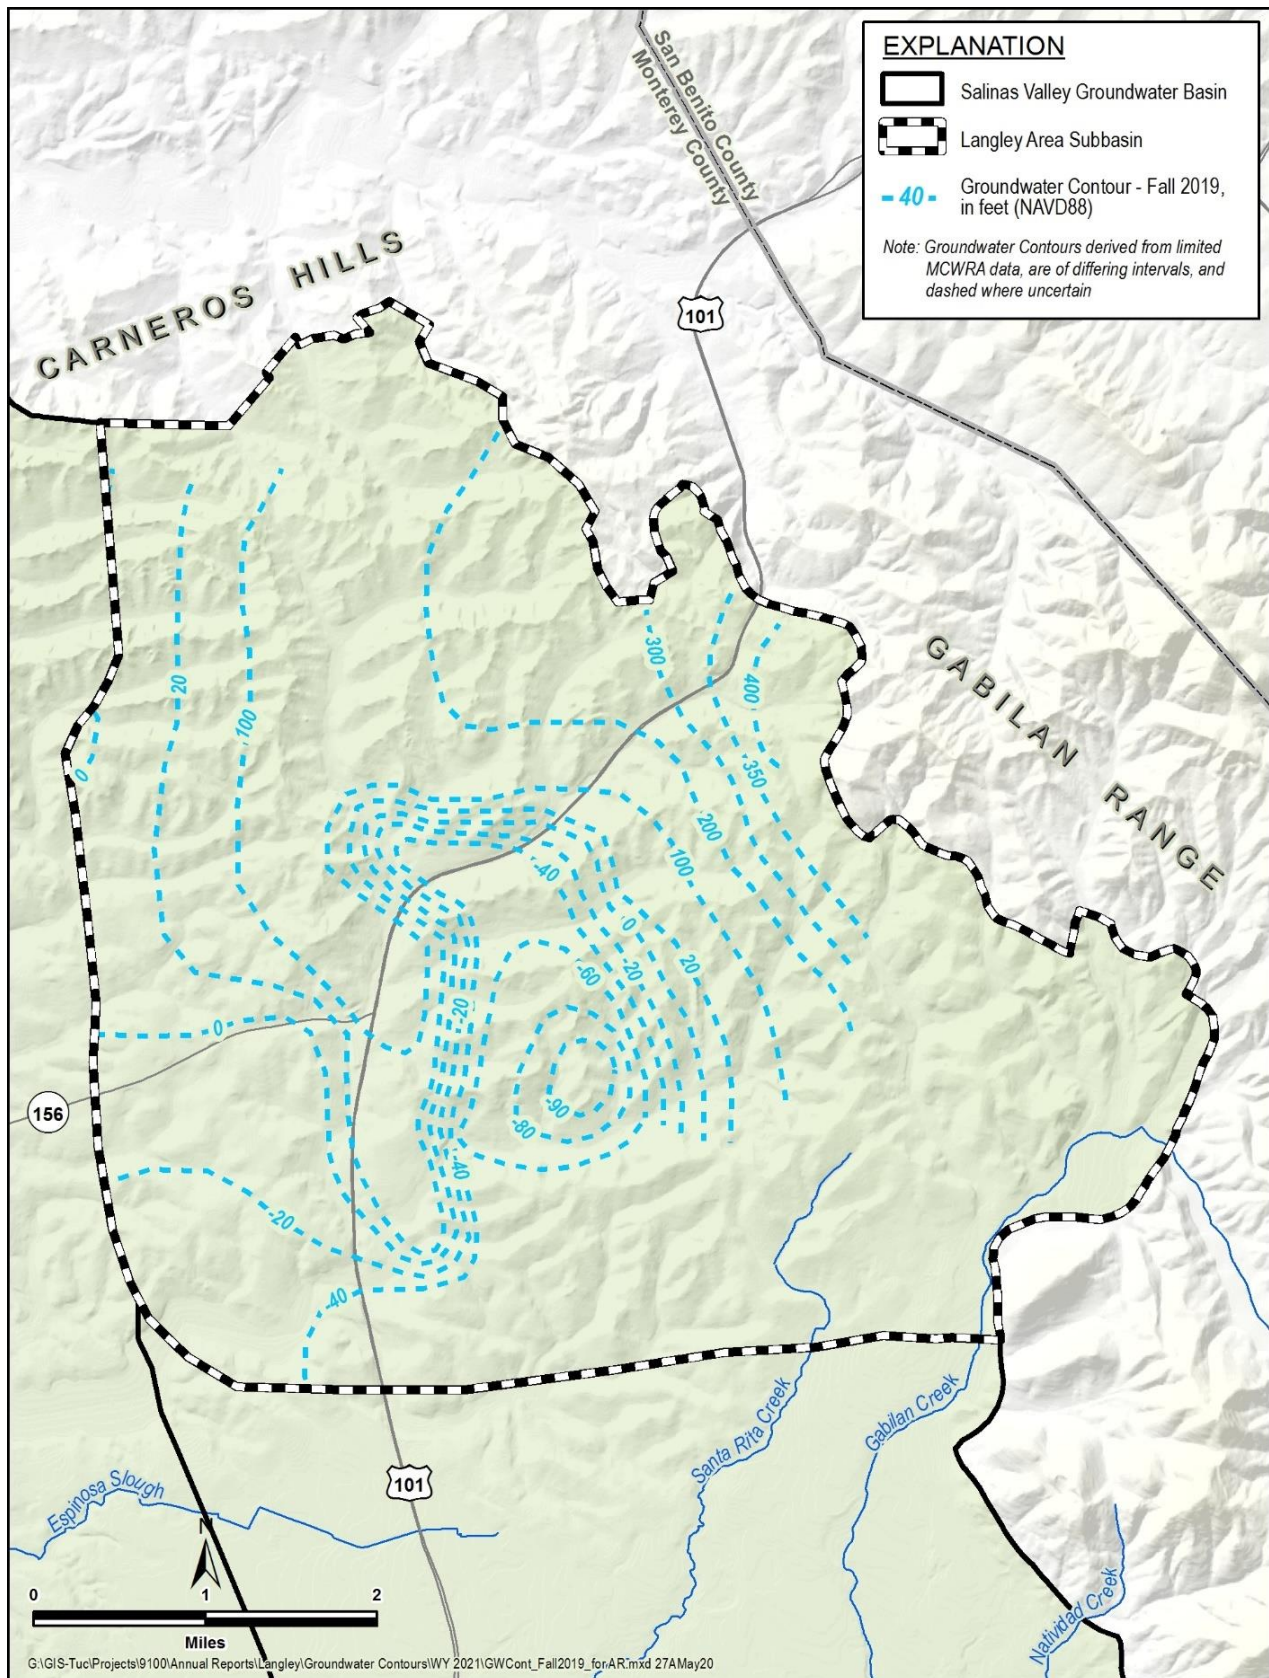 EXPLANATION
Salinas Valley Groundwater Basin
Langley Area Subbasin
-40-
Groundwater Contour - Fall 2019,
in feet (NAVD88)
Note: Groundwater Contours derived from limited
MCWRA data, are of differing intervals, and
dashed where uncertain
San Benito County
Monterey County
CARNEROS HILLS
101
GABILAN RANGE
300
400
20
100
350
0
200
100
-40
0
-20
20
-60
-20
0
156
-90
-80
-40
-20
-40
Santa Rita Creek
Gabilan Creek
101
Espinosa Slough
Natividad Creek
N
0 1 2
Miles
G:\GIS-Tuc\Projects\9100\Annual Reports\Langley\Groundwater Contours\WY 2021\GWCont_Fall2019_forAR.mxd 27AMay20